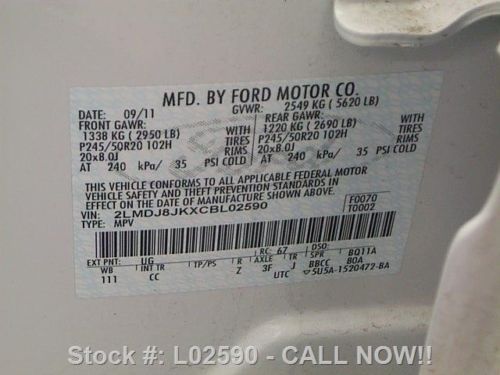 MFD. BY FORD MOTOR CO.
DATE: 09/11 GVWR: 2549 KG ( 5620 LB)
FRONT GAWR: REAR GAWR:
1338 KG ( 2950 LB) WITH 1220 KG ( 2690 LB) WITH
P245/50R20 102H TIRES P245/50R20 102H TIRES
20x8.0J RIMS 20x8.0J RIMS
AT 240 kPa/ 35 PSI COLD AT 240 kPa/ 35 PSI COLD
THIS VEHICLE CONFORMS TO ALL APPLICABLE FEDERAL MOTOR
VEHICLE SAFETY AND THEFT PREVENTION STANDARDS IN
EFFECT ON THE DATE OF MANUFACTURE SHOWN ABOVE.
VIN: 2LMDJ8JKXCBL02590 F0070
TYPE: MPV T0002
EXT PNT: UG RC: 67 DSO:
WB INT TR TP/PS R AXLE TR SPR BQ11A
111 CC Z 3F J BBCC BOA
UTC 5U5A-1520472-BA
Stock #: L02590 - CALL NOW!!